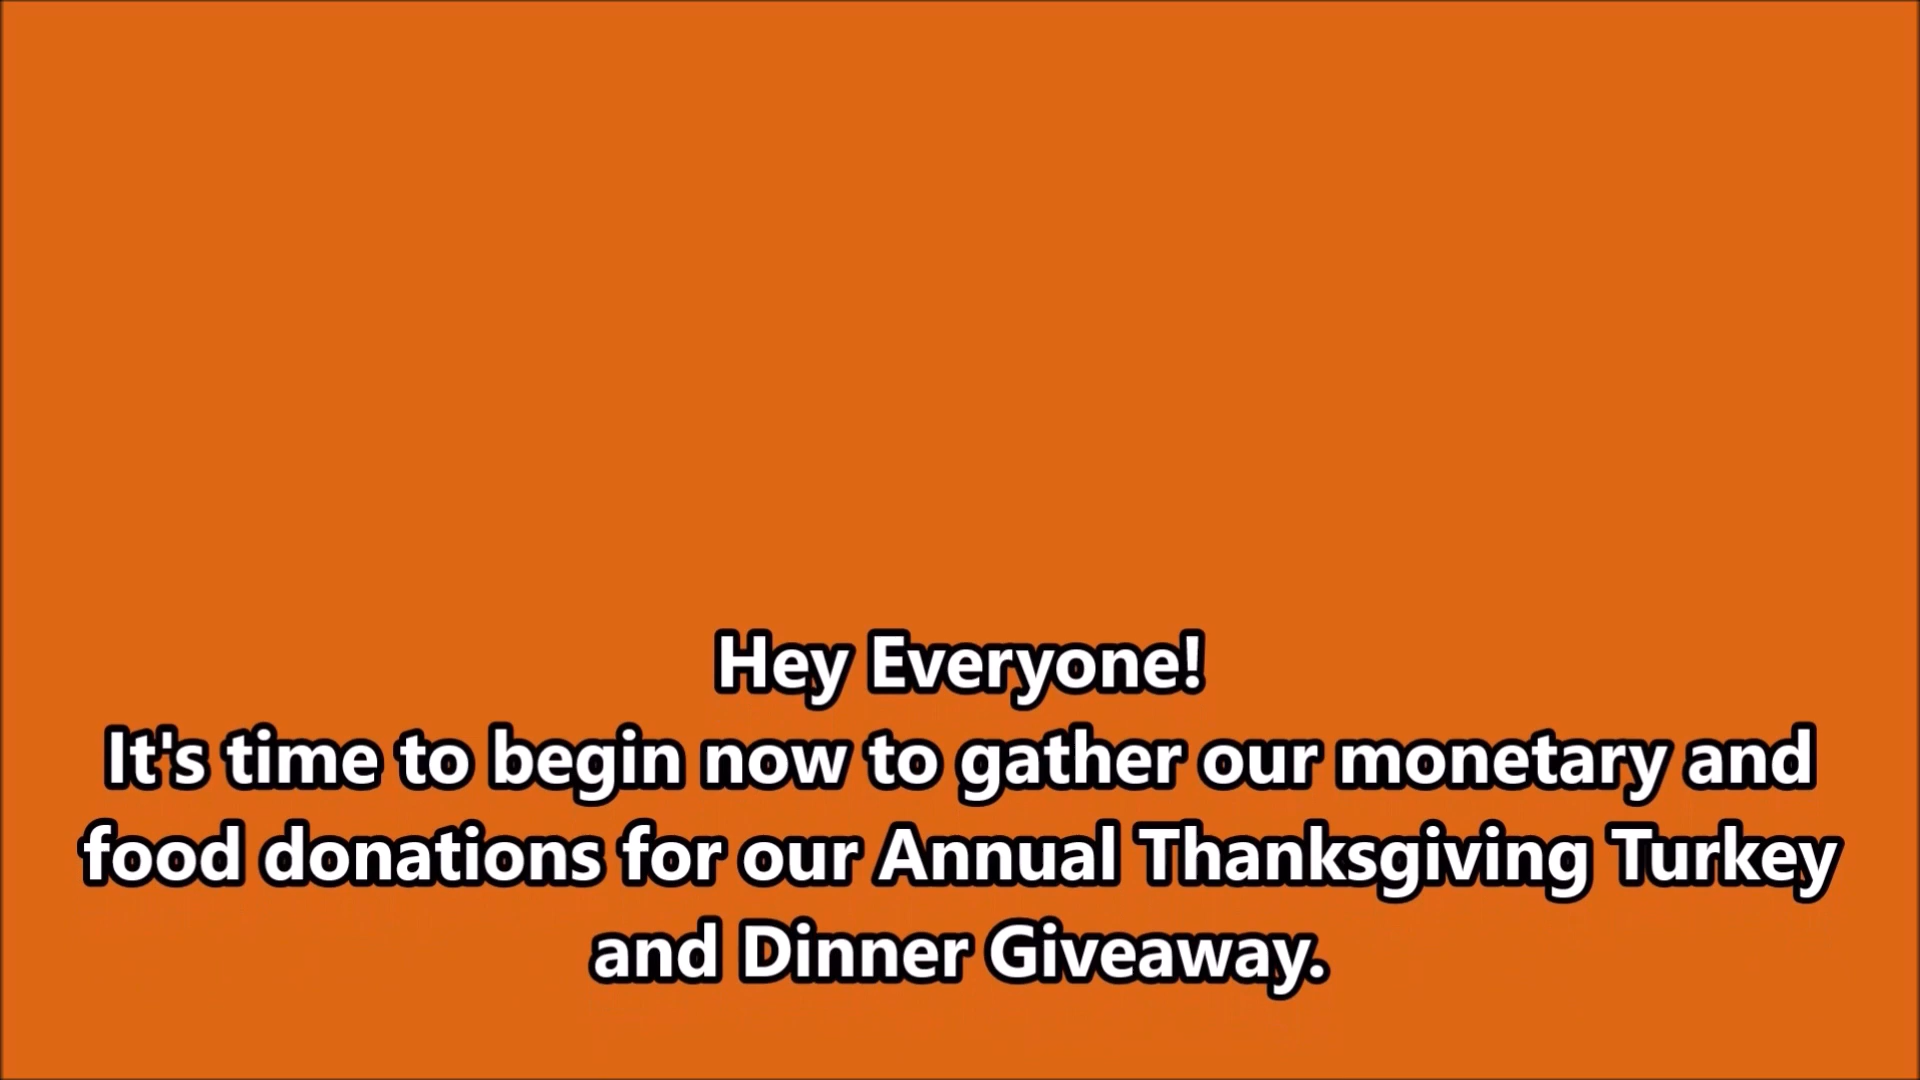 Hey Everyone!
It's time to begin now to gather our monetary and
food donations for our Annual Thanksgiving Turkey
and Dinner Giveaway.